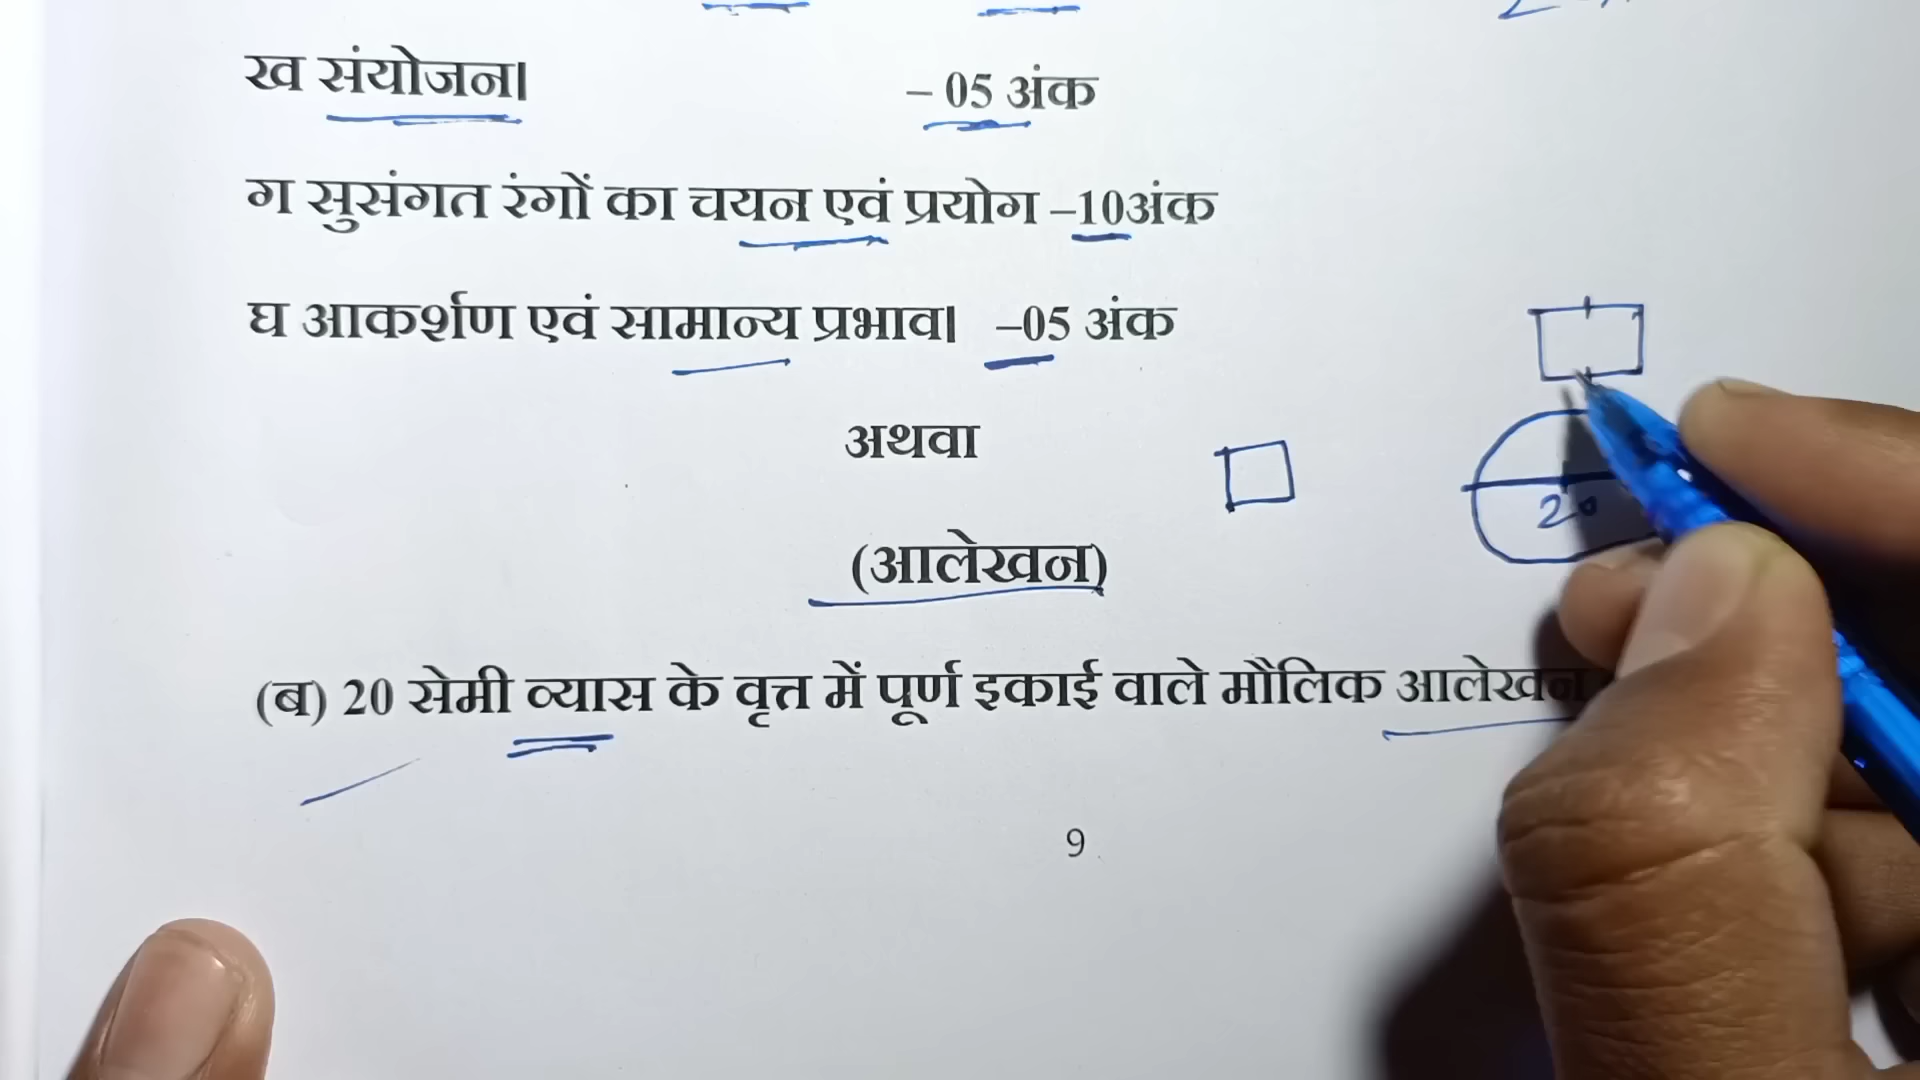 ख संयोजन। – 05 अंक
ग सुसंगत रंगों का चयन एवं प्रयोग –10अंक
घ आकर्शण एवं सामान्य प्रभाव। –05 अंक
अथवा
(आलेखन)
20
(ब) 20 सेमी व्यास के वृत्त में पूर्ण इकाई वाले मौलिक आलेखन
9